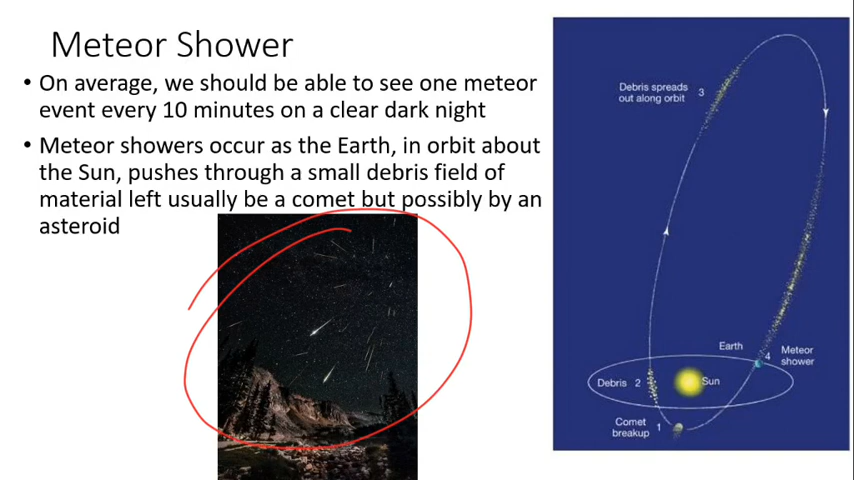 Meteor Shower
• On average, we should be able to see one meteor
event every 10 minutes on a clear dark night
• Meteor showers occur as the Earth, in orbit about
the Sun, pushes through a small debris field of
material left usually be a comet but possibly by an
asteroid
Debris spreads
out along orbit 3
Earth
4 Meteor
shower
Debris 2
Sun
Comet
breakup 1